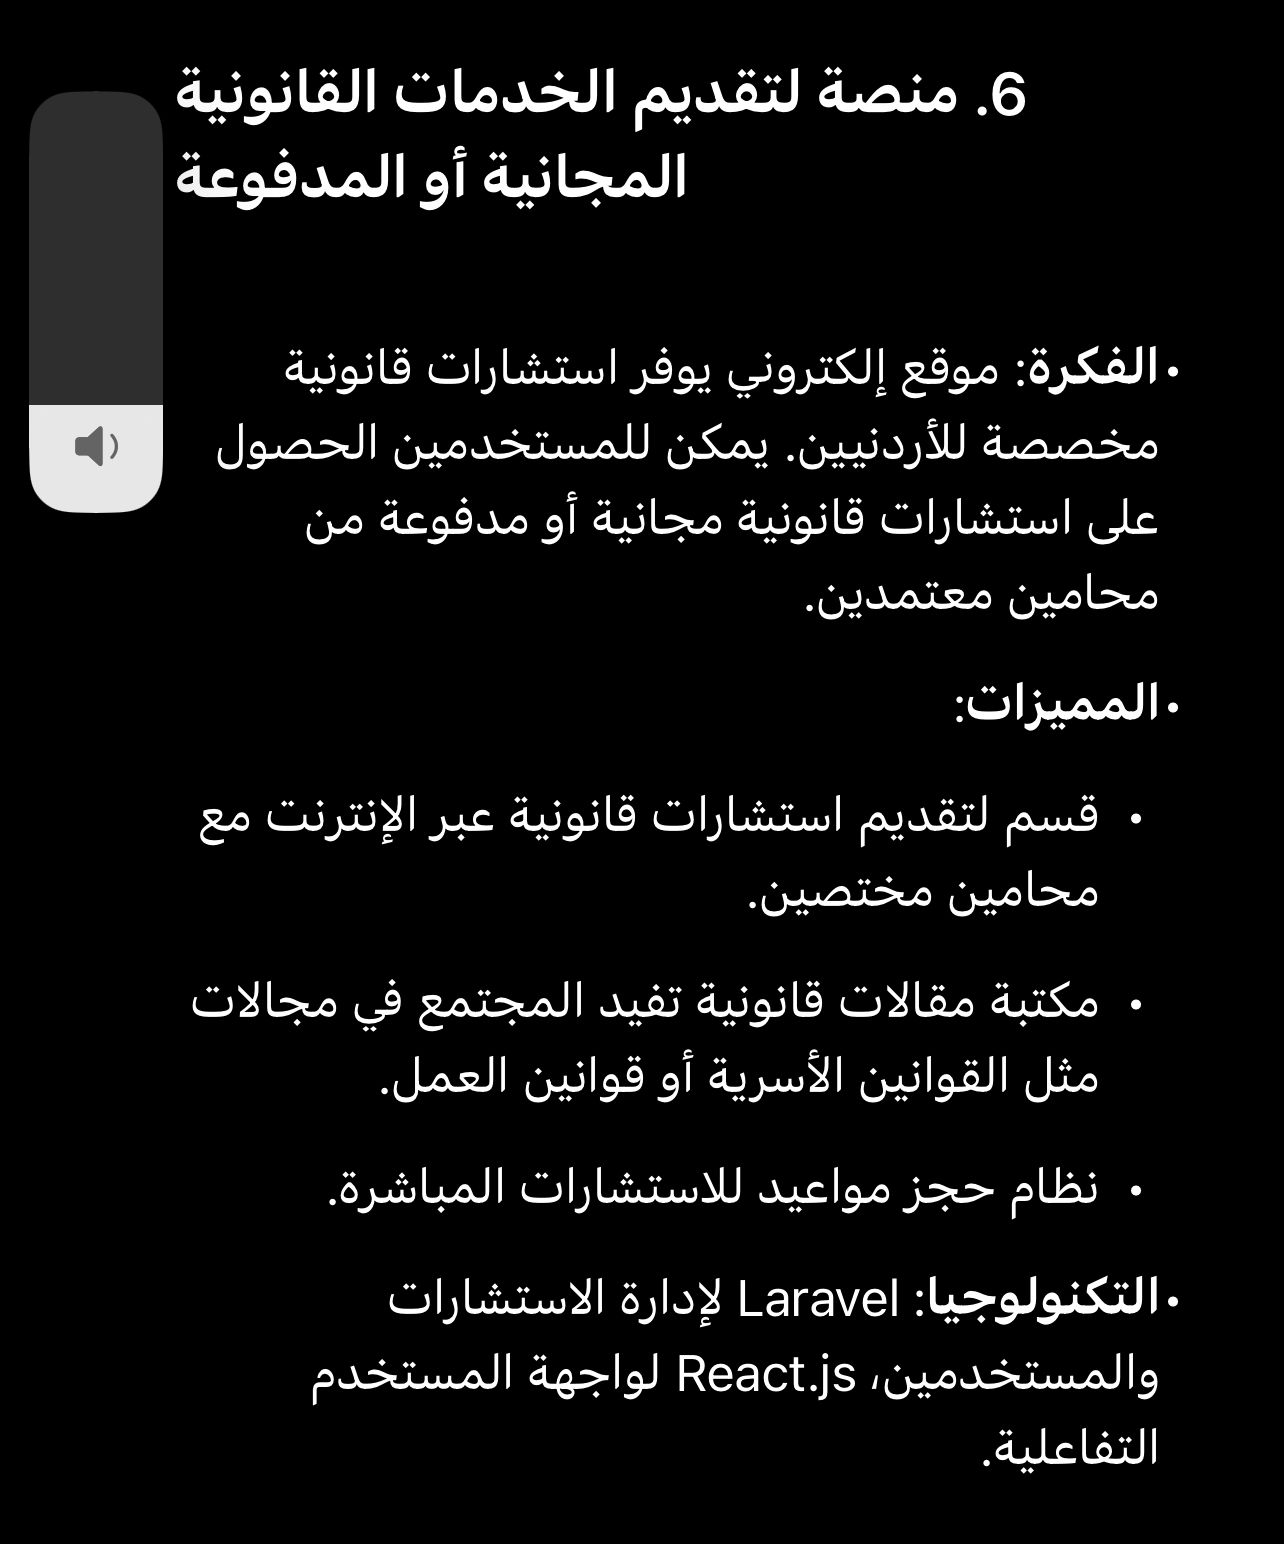 6. منصة لتقديم الخدمات القانونية
المجانية أو المدفوعة
• الفكرة: موقع إلكتروني يوفر استشارات قانونية
مخصصة للأردنيين. يمكن للمستخدمين الحصول
على استشارات قانونية مجانية أو مدفوعة من
محامين معتمدين.
• المميزات:
• قسم لتقديم استشارات قانونية عبر الإنترنت مع
محامين مختصين.
• مكتبة مقالات قانونية تفيد المجتمع في مجالات
مثل القوانين الأسرية أو قوانين العمل.
• نظام حجز مواعيد للاستشارات المباشرة.
• التكنولوجيا: Laravel لإدارة الاستشارات
والمستخدمين، React.js لواجهة المستخدم
التفاعلية.